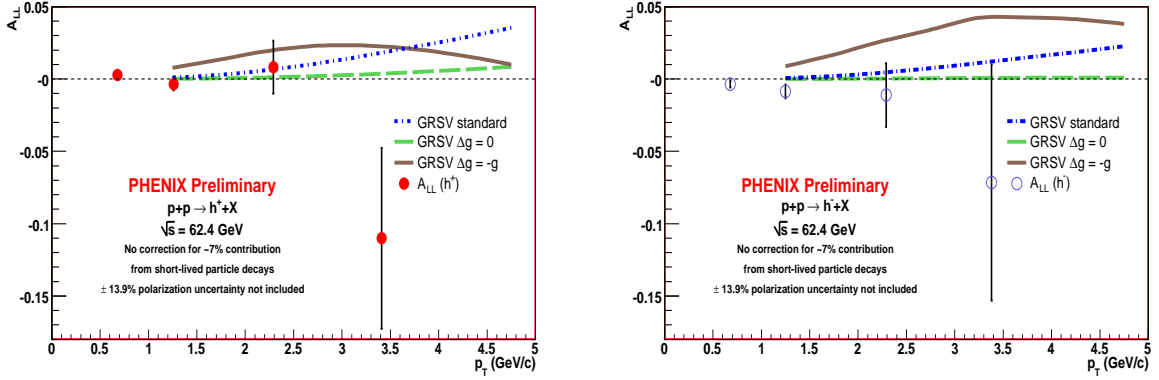 A_LL
0.05
-0
-0.05
-0.1
-0.15
GRSV standard
GRSV Δg = 0
GRSV Δg = -g
A_LL (h⁺)
PHENIX Preliminary
p+p → h⁺+X
√s = 62.4 GeV
No correction for ~7% contribution
from short-lived particle decays
± 13.9% polarization uncertainty not included
0 0.5 1 1.5 2 2.5 3 3.5 4 4.5 5
p_T (GeV/c)
A_LL
0.05
-0
-0.05
-0.1
-0.15
GRSV standard
GRSV Δg = 0
GRSV Δg = -g
A_LL (h⁻)
PHENIX Preliminary
p+p → h⁻+X
√s = 62.4 GeV
No correction for ~7% contribution
from short-lived particle decays
± 13.9% polarization uncertainty not included
0 0.5 1 1.5 2 2.5 3 3.5 4 4.5 5
p_T (GeV/c)